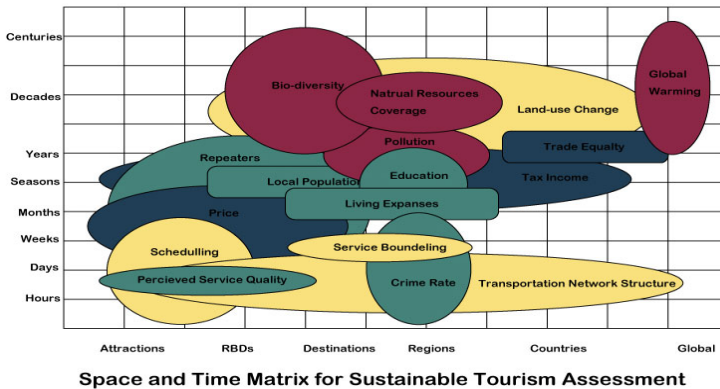 Centuries
Bio-diversity
Global
Warming
Natrual Resources
Coverage
Decades
Land-use Change
Pollution
Trade Equalty
Years
Repeaters
Education
Tax Income
Seasons
Local Population
Living Expanses
Months
Price
Weeks
Service Boundeling
Schedulling
Days
Percieved Service Quality
Crime Rate
Transportation Network Structure
Hours
Attractions
RBDs
Destinations
Regions
Countries
Global
Space and Time Matrix for Sustainable Tourism Assessment